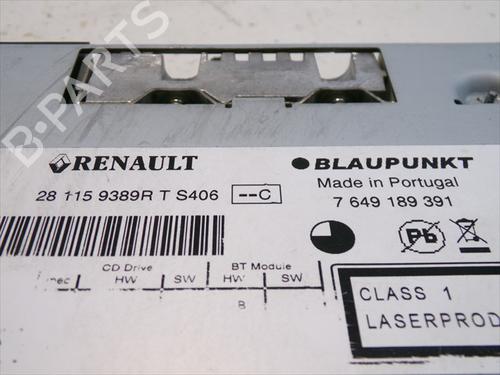 B-PARTS
RENAULT
BLAUPUNKT
28 115 9389R T S406 --C
Made in Portugal
7 649 189 391
Pb
CD Drive
BT Module
HW
SW
HW
SW
B
CLASS 1
LASERPROD